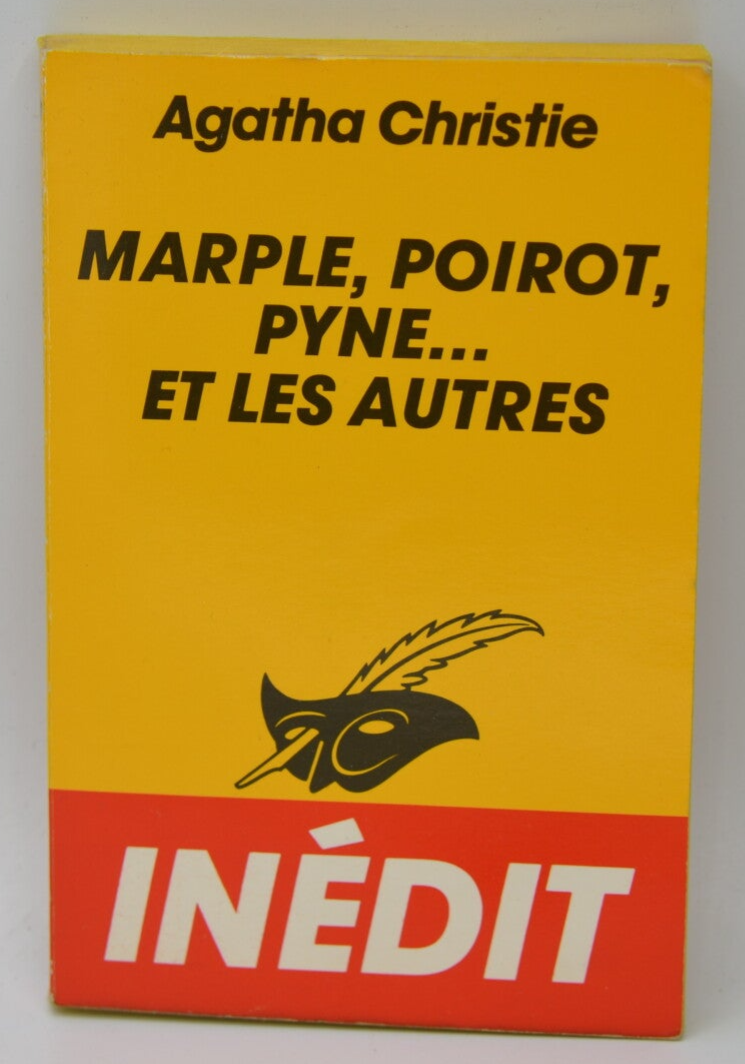 Agatha Christie
MARPLE, POIROT,
PYNE...
ET LES AUTRES
INÉDIT